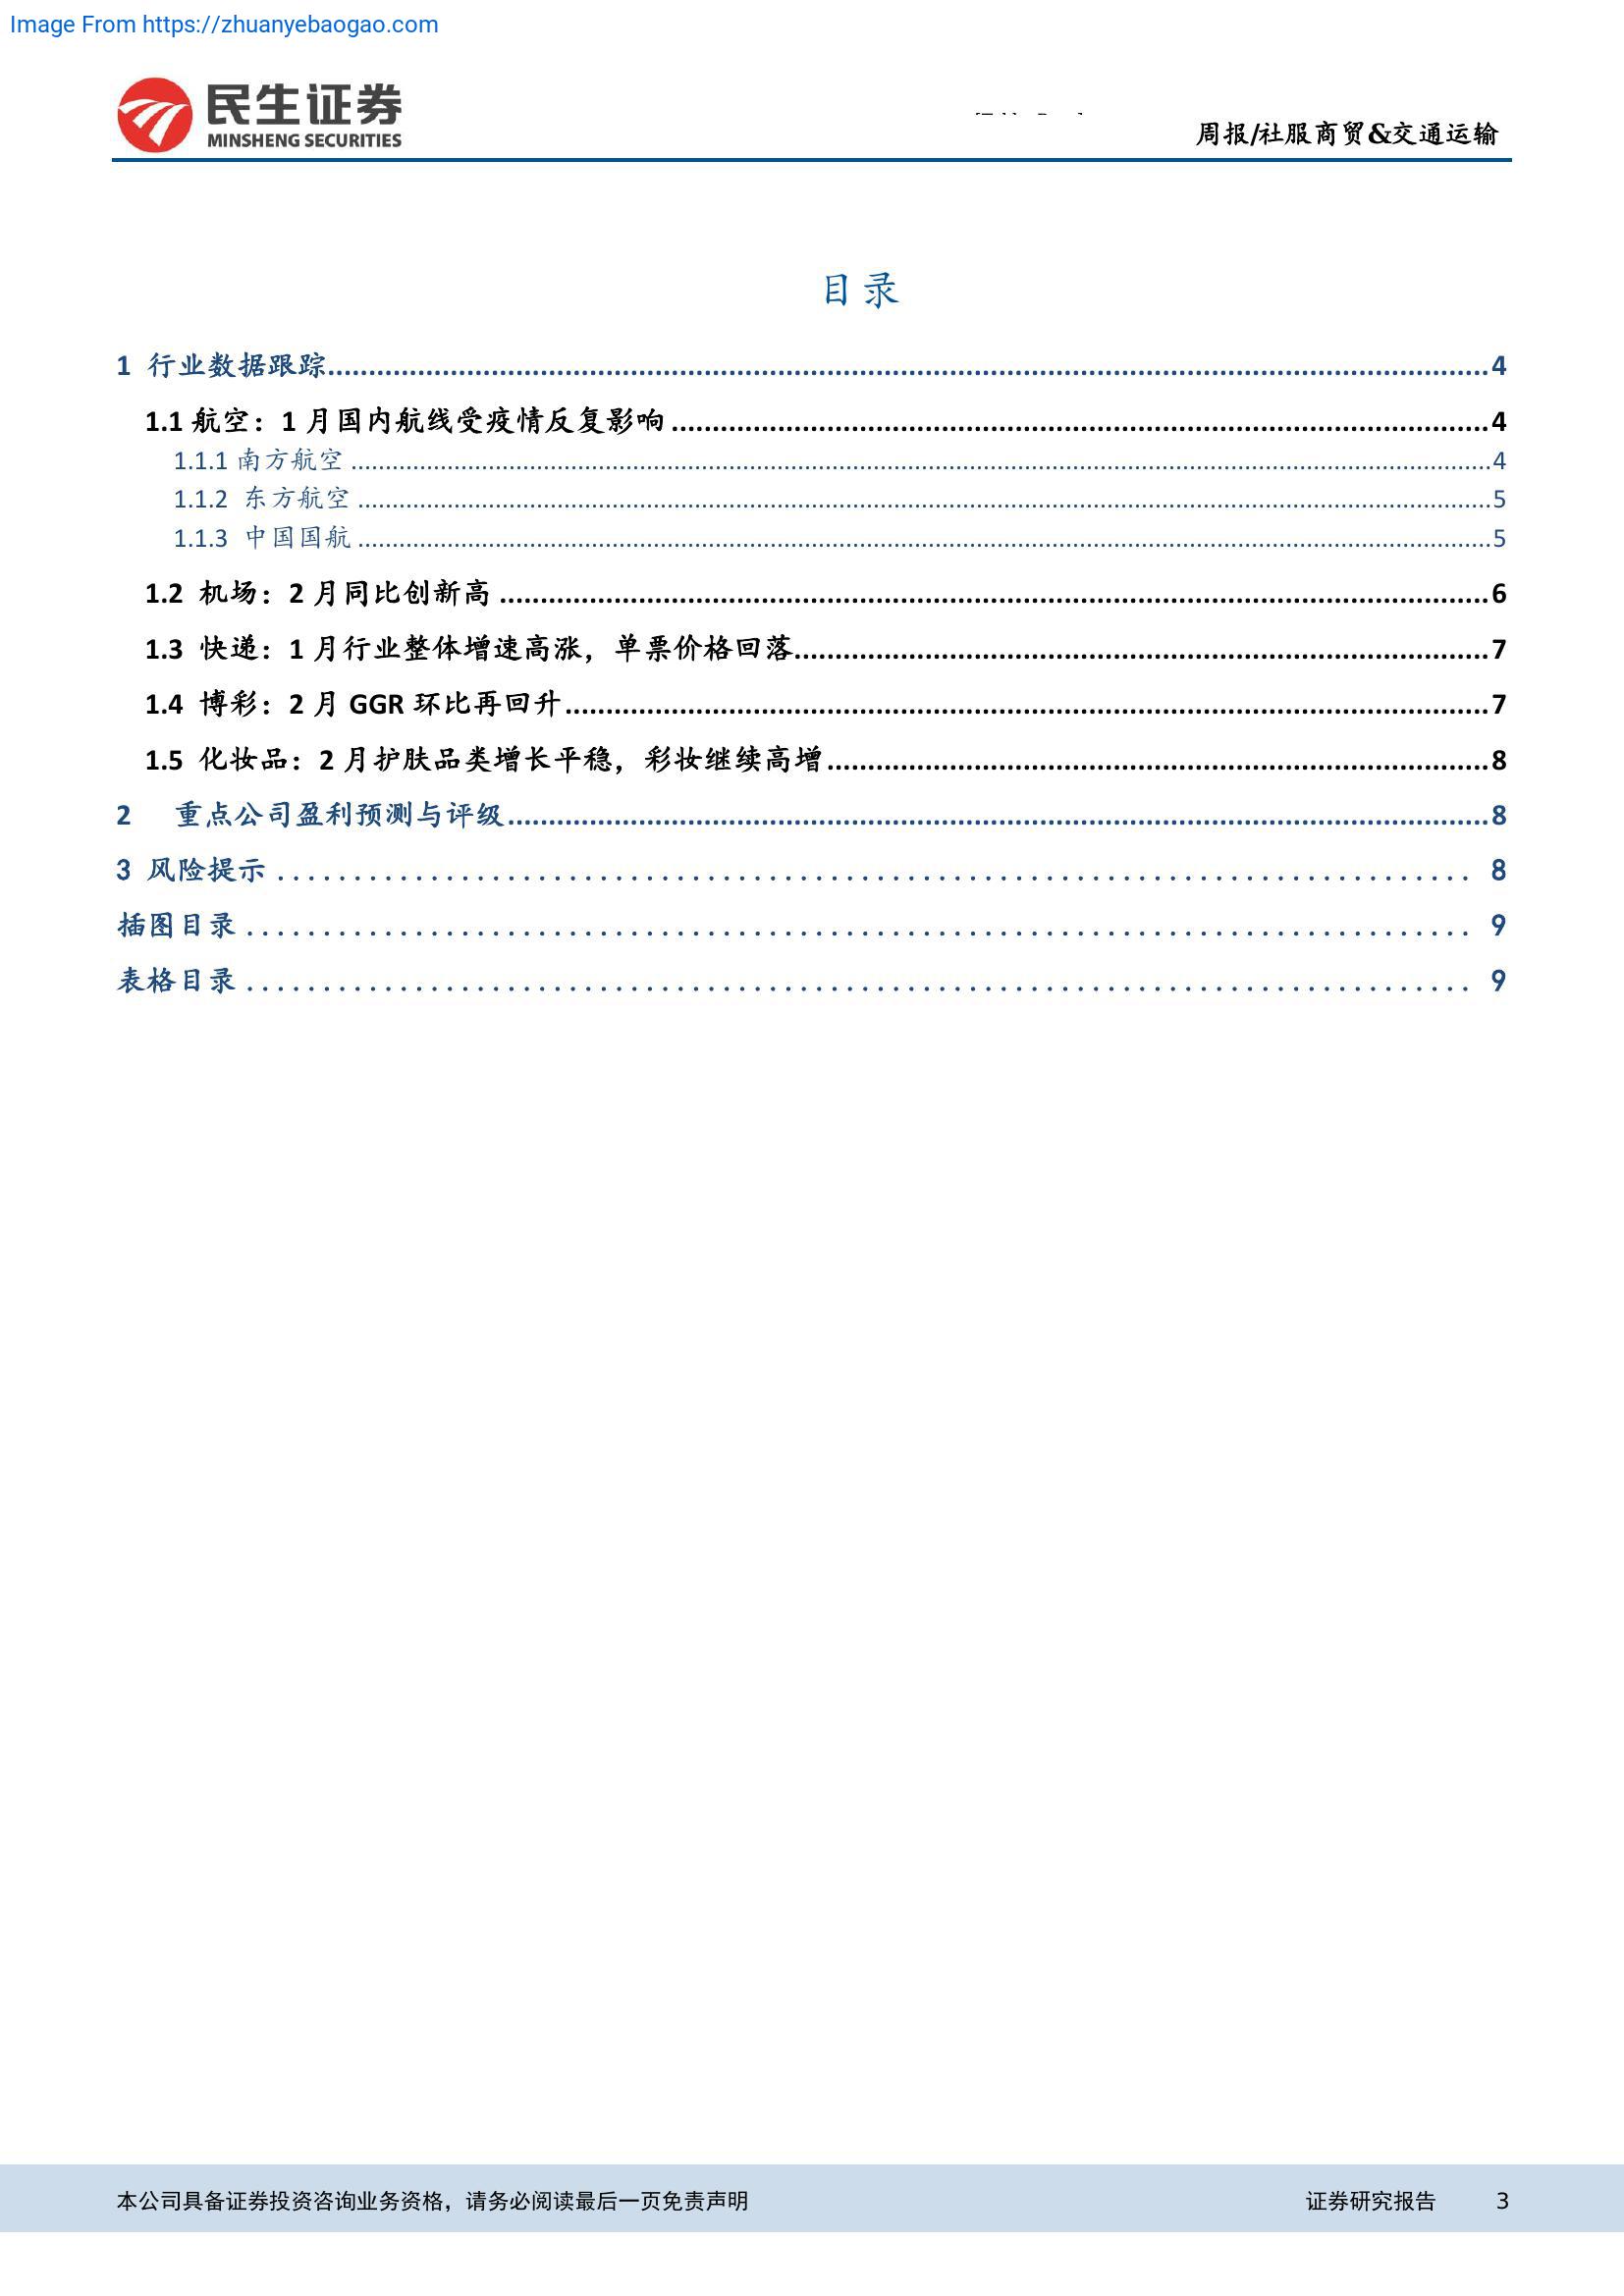 Image From https://zhuanyebaogao.com
民生证券
MINSHENG SECURITIES
周报/社服商贸&交通运输
目录
1 行业数据跟踪 4
1.1 航空：1 月国内航线受疫情反复影响 4
1.1.1 南方航空 4
1.1.2 东方航空 5
1.1.3 中国国航 5
1.2 机场：2 月同比创新高 6
1.3 快递：1 月行业整体增速高涨，单票价格回落 7
1.4 博彩：2 月 GGR 环比再回升 7
1.5 化妆品：2 月护肤品类增长平稳，彩妆继续高增 8
2 重点公司盈利预测与评级 8
3 风险提示 8
插图目录 9
表格目录 9
本公司具备证券投资咨询业务资格，请务必阅读最后一页免责声明 证券研究报告 3